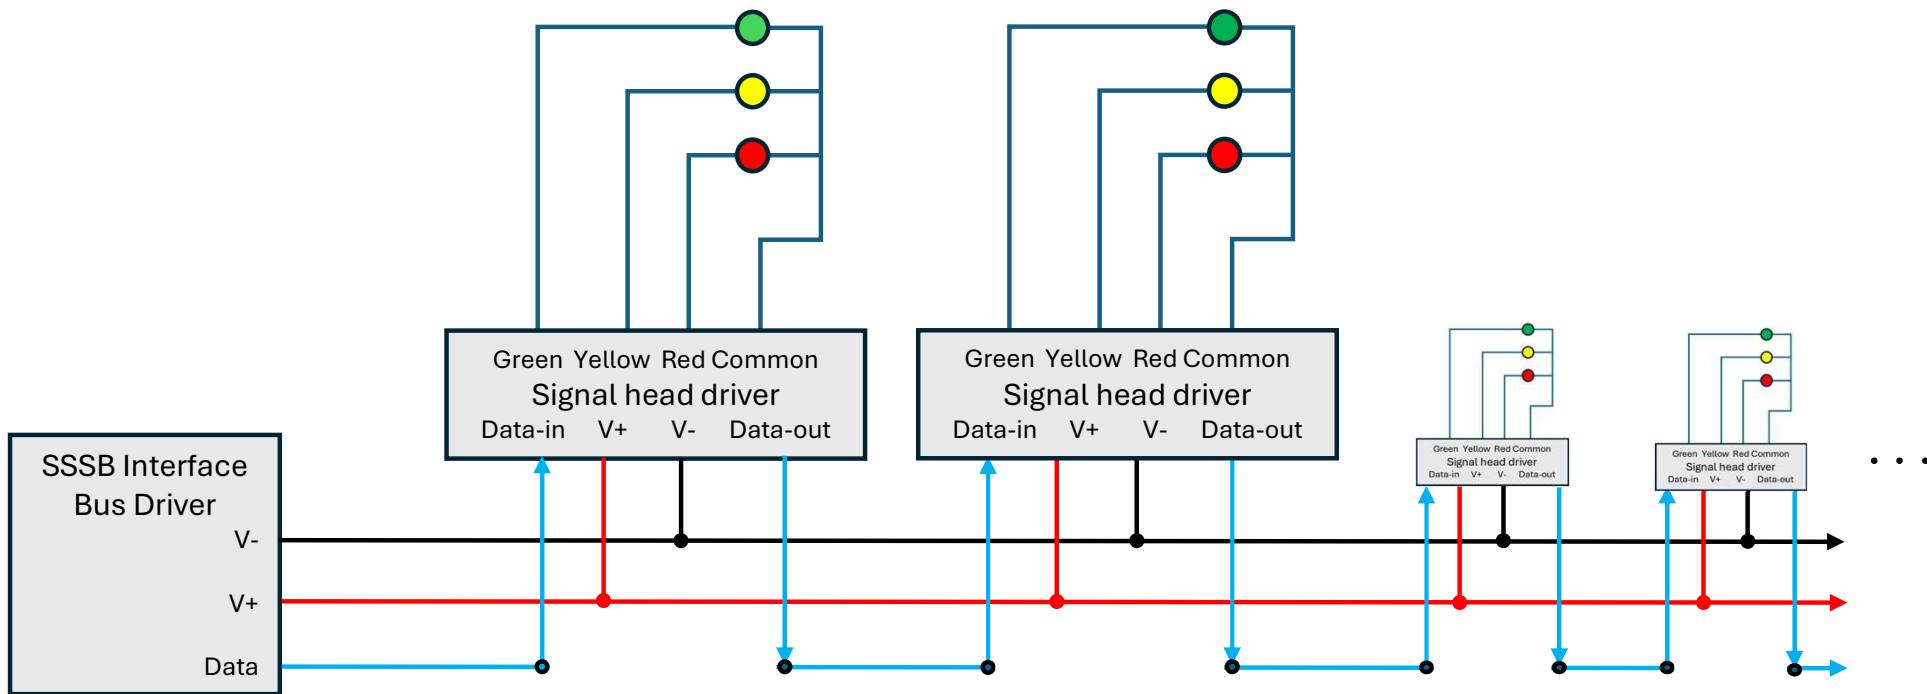 Green Yellow Red Common
Signal head driver
Data-in V+ V- Data-out
Green Yellow Red Common
Signal head driver
Data-in V+ V- Data-out
Green Yellow Red Common
Signal head driver
Data-in V+ V- Data-out
Green Yellow Red Common
Signal head driver
Data-in V+ V- Data-out
. . .
SSSB Interface
Bus Driver
V-
V+
Data